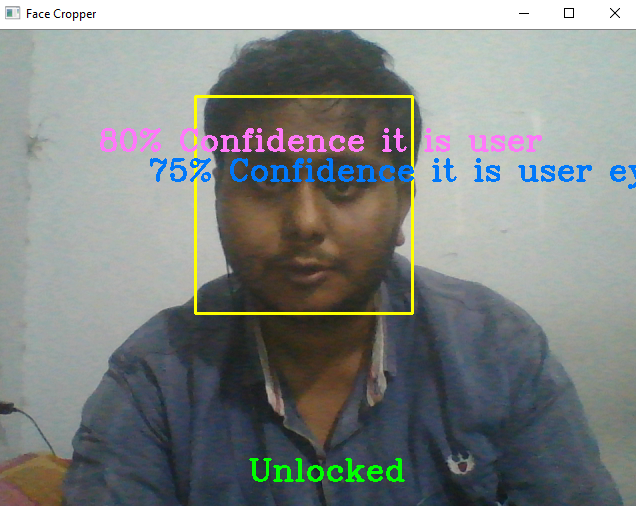 Face Cropper
80% Confidence it is user
75% Confidence it is user ey
Unlocked